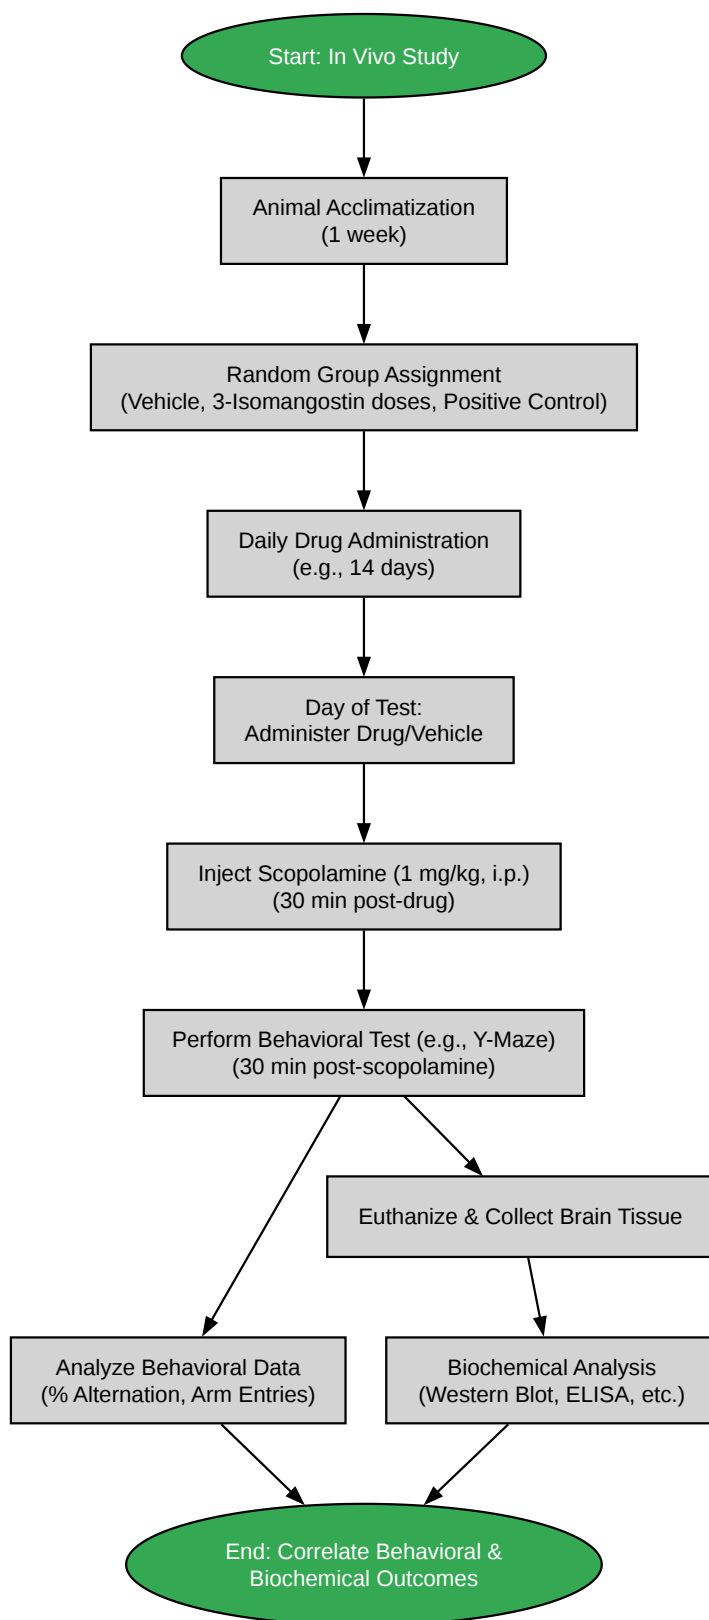 Start: In Vivo Study
Animal Acclimatization
(1 week)
Random Group Assignment
(Vehicle, 3-Isomangostin doses, Positive Control)
Daily Drug Administration
(e.g., 14 days)
Day of Test:
Administer Drug/Vehicle
Inject Scopolamine (1 mg/kg, i.p.)
(30 min post-drug)
Perform Behavioral Test (e.g., Y-Maze)
(30 min post-scopolamine)
Euthanize & Collect Brain Tissue
Analyze Behavioral Data
(% Alternation, Arm Entries)
Biochemical Analysis
(Western Blot, ELISA, etc.)
End: Correlate Behavioral &
Biochemical Outcomes